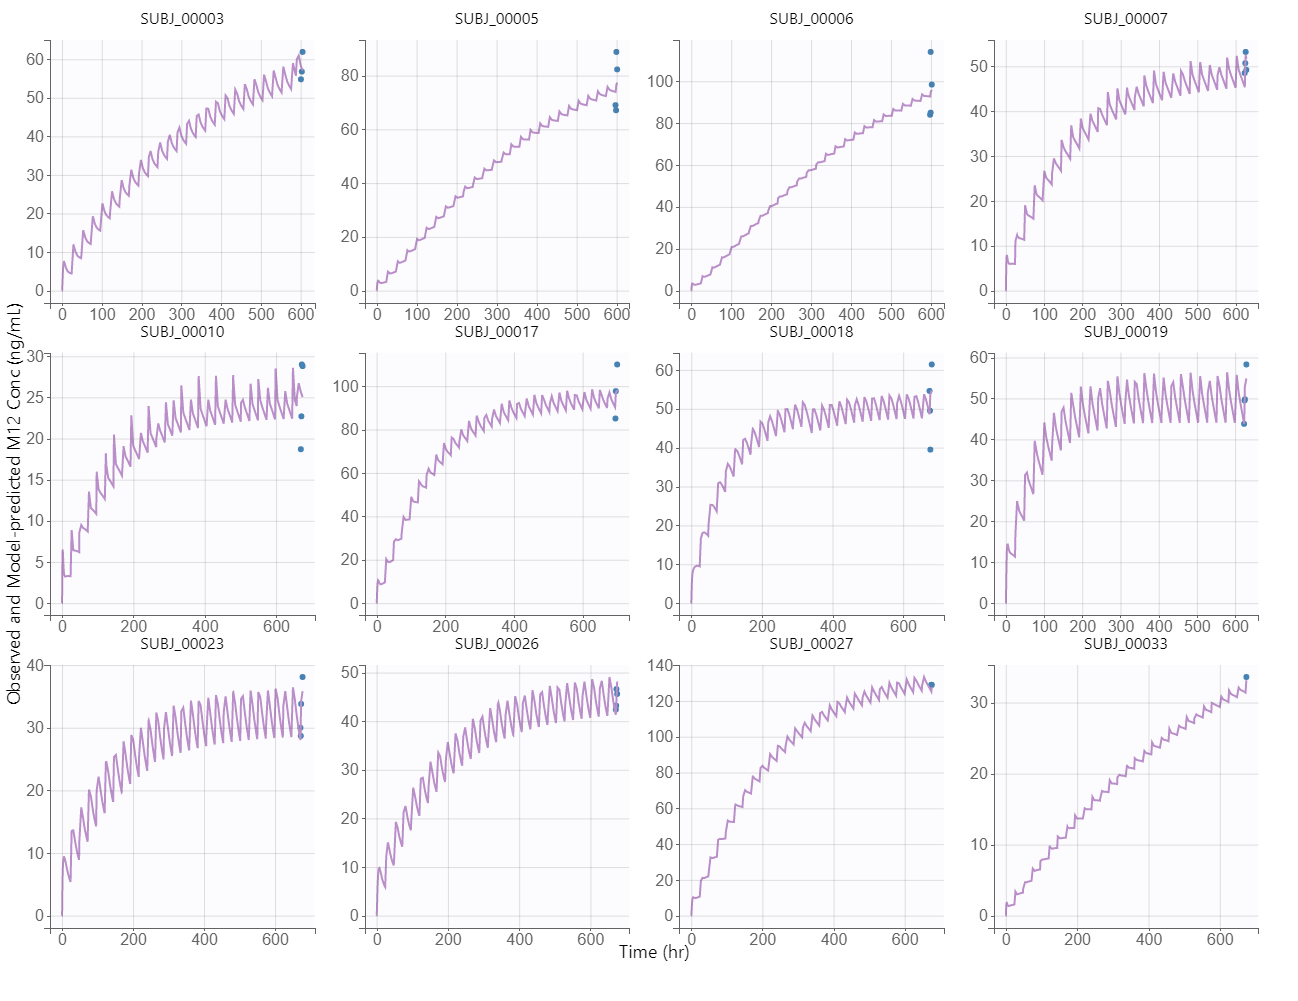 SUBJ_00003 SUBJ_00005 SUBJ_00006 SUBJ_00007
60 50 40 30 20 10 0
80 60 40 20 0
100 80 60 40 20 0
50 40 30 20 10 0
0 100 200 300 400 500 600
0 100 200 300 400 500 600
0 100 200 300 400 500 600
0 100 200 300 400 500 600
SUBJ_00010 SUBJ_00017 SUBJ_00018 SUBJ_00019
Observed and Model-predicted M12 Conc (ng/mL)
30 25 20 15 10 5 0
100 80 60 40 20 0
60 50 40 30 20 10 0
60 50 40 30 20 10 0
0 200 400 600
0 200 400 600
0 200 400 600
0 100 200 300 400 500 600
SUBJ_00023 SUBJ_00026 SUBJ_00027 SUBJ_00033
40 30 20 10 0
50 40 30 20 10 0
140 120 100 80 60 40 20 0
30 20 10 0
0 200 400 600
0 200 400 600
0 200 400 600
0 200 400 600
Time (hr)